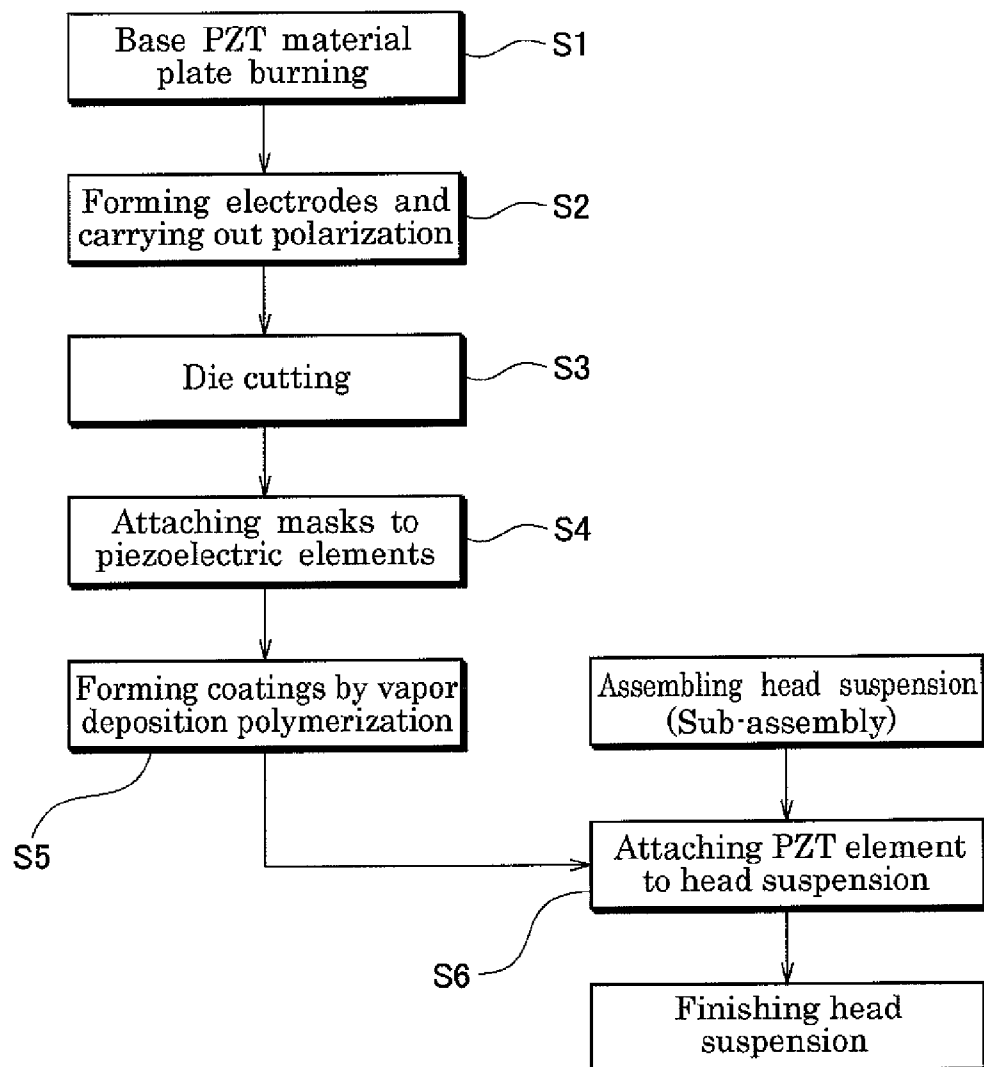 Base PZT material
plate burning
S1
Forming electrodes and
carrying out polarization
S2
Die cutting
S3
Attaching masks to
piezoelectric elements
S4
Forming coatings by vapor
deposition polymerization
S5
Assembling head suspension
(Sub-assembly)
Attaching PZT element
to head suspension
S6
Finishing head
suspension